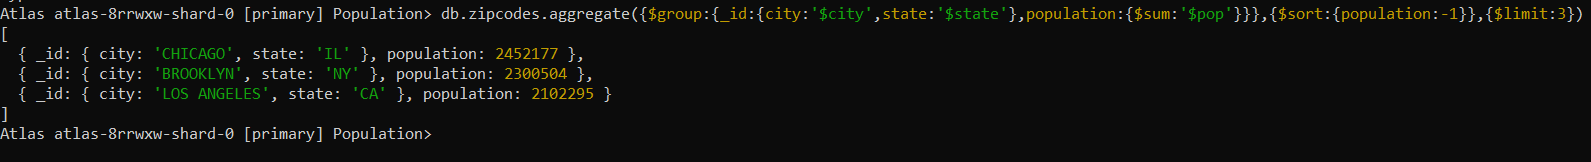 Atlas atlas-8rrwxw-shard-0 [primary] Population> db.zipcodes.aggregate({$group:{_id:{city:'$city',state:'$state'},population:{$sum:'$pop'}}},{$sort:{population:-1}},{$limit:3})
[
  { _id: { city: 'CHICAGO', state: 'IL' }, population: 2452177 },
  { _id: { city: 'BROOKLYN', state: 'NY' }, population: 2300504 },
  { _id: { city: 'LOS ANGELES', state: 'CA' }, population: 2102295 }
]
Atlas atlas-8rrwxw-shard-0 [primary] Population>